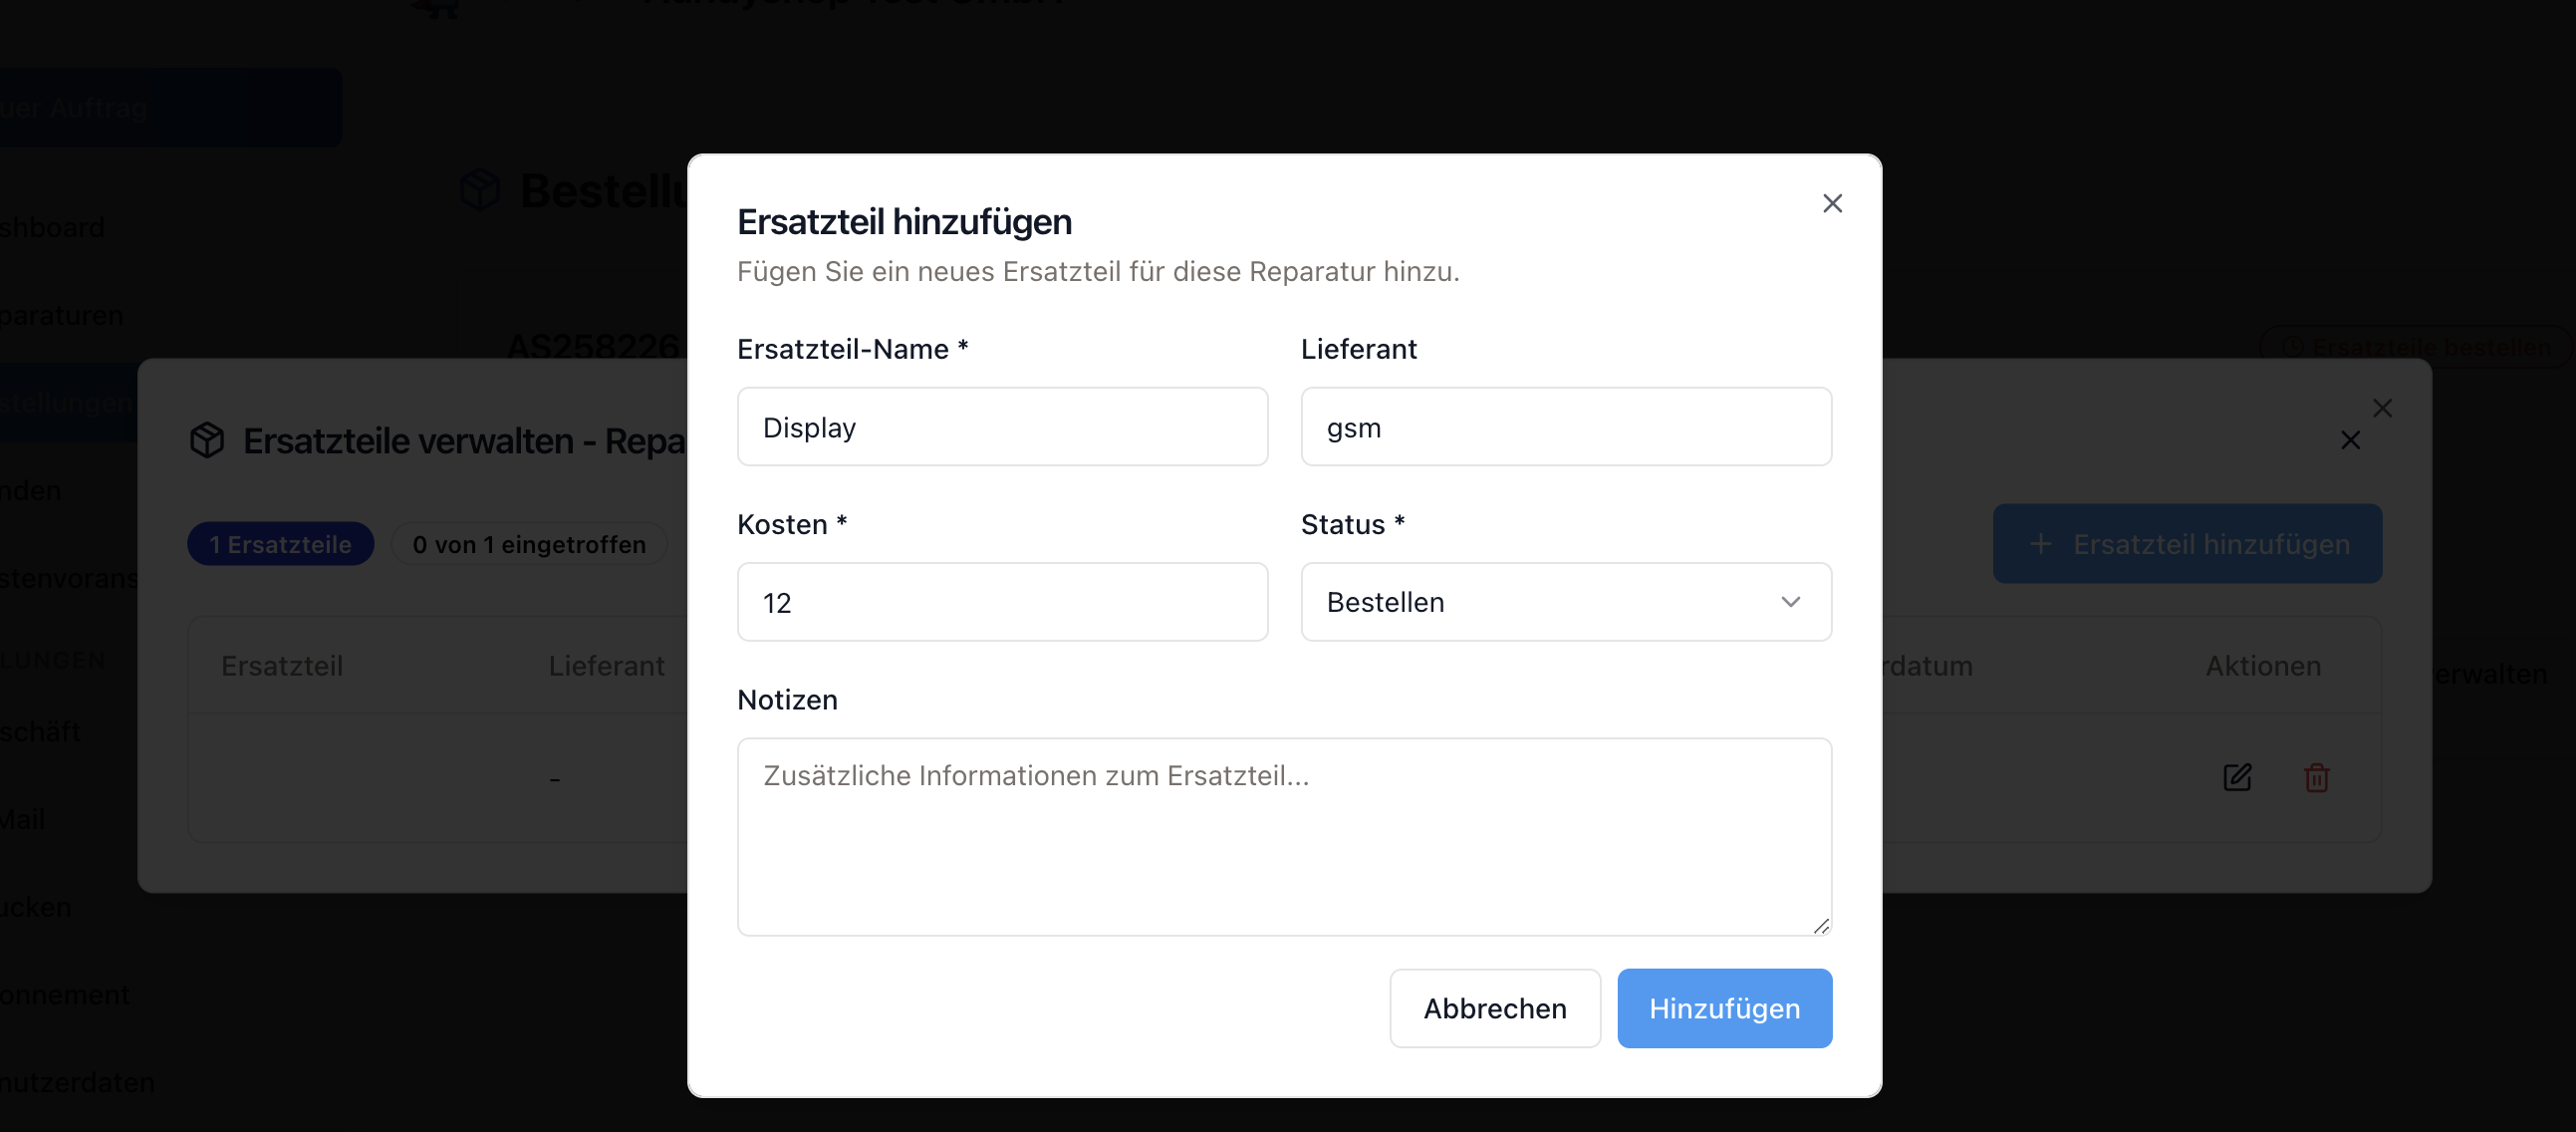 Auftrag
Bestellu
AS258226
Ersatzteile bestellen
Ersatzteil hinzufügen
Fügen Sie ein neues Ersatzteil für diese Reparatur hinzu.
Ersatzteil-Name *
Lieferant
Display
gsm
Kosten *
Status *
12
Bestellen
Notizen
Zusätzliche Informationen zum Ersatzteil...
Abbrechen
Hinzufügen
Ersatzteile verwalten - Repa
1 Ersatzteile
0 von 1 eingetroffen
Ersatzteil hinzufügen
Ersatzteil
Lieferant
rdatum
Aktionen
-
erwalten
shboard
paraturen
stellungen
nden
stenvorans
LUNGEN
schäft
Mail
ucken
onnement
nutzerdaten